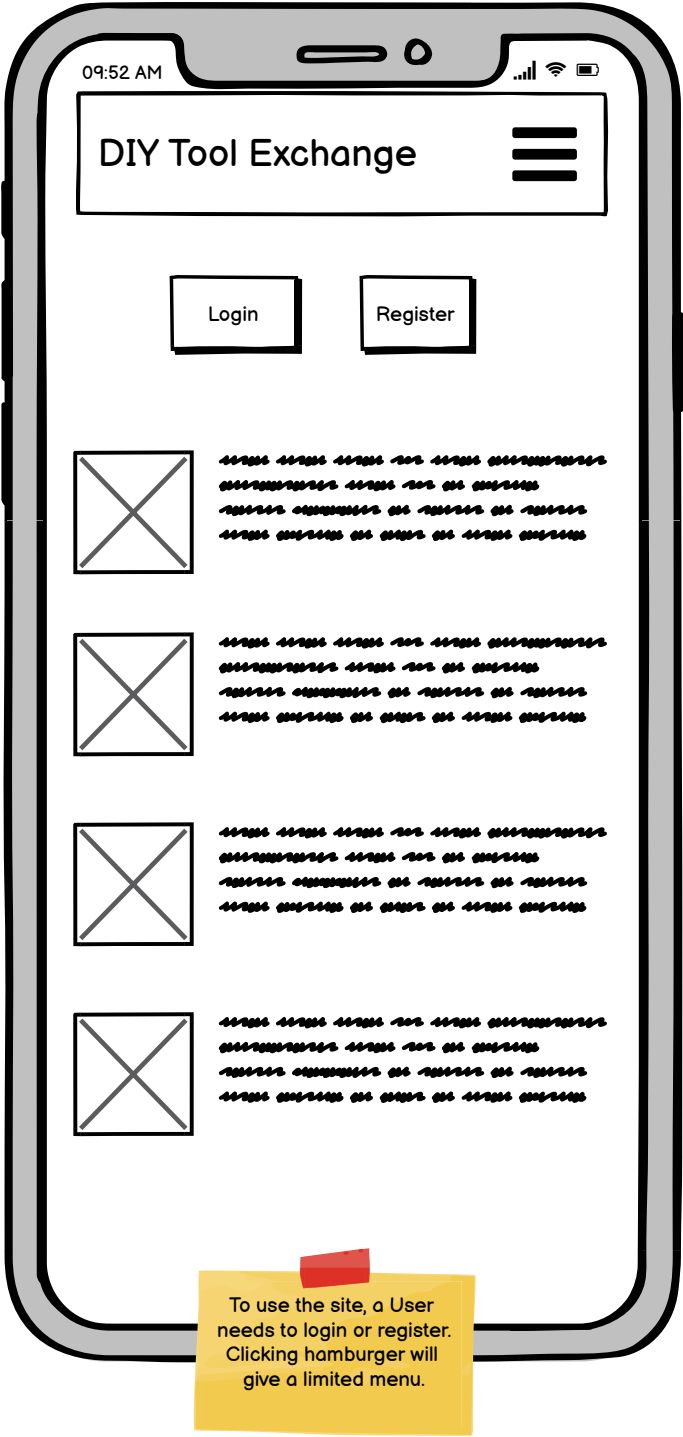 09:52 AM
DIY Tool Exchange
Login
Register
To use the site, a User
needs to login or register.
Clicking hamburger will
give a limited menu.